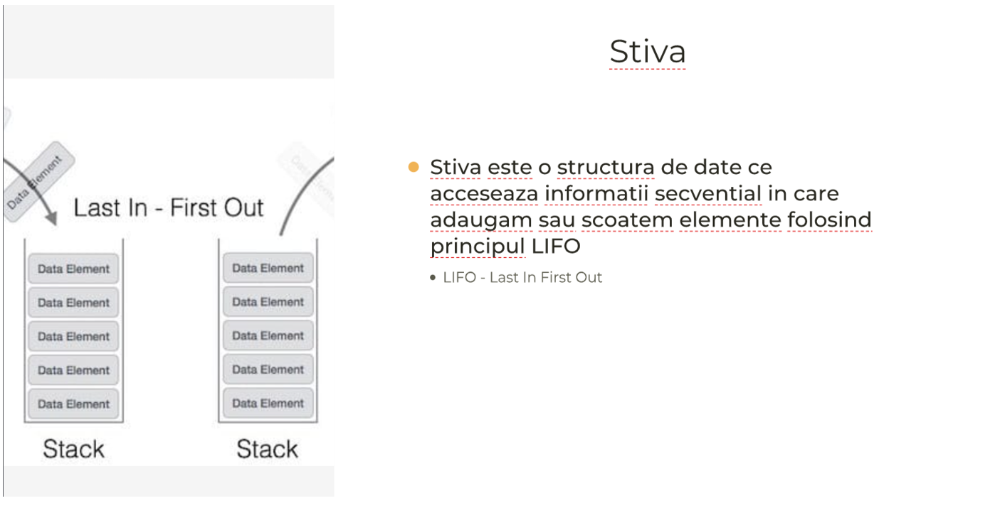 Stiva
Stiva este o structura de date ce
acceseaza informatii secvential in care
adaugam sau scoatem elemente folosind
principul LIFO
LIFO - Last In First Out
Data Element
Data Element
Last In - First Out
Data Element
Data Element
Data Element
Data Element
Data Element
Stack
Data Element
Data Element
Data Element
Data Element
Data Element
Stack